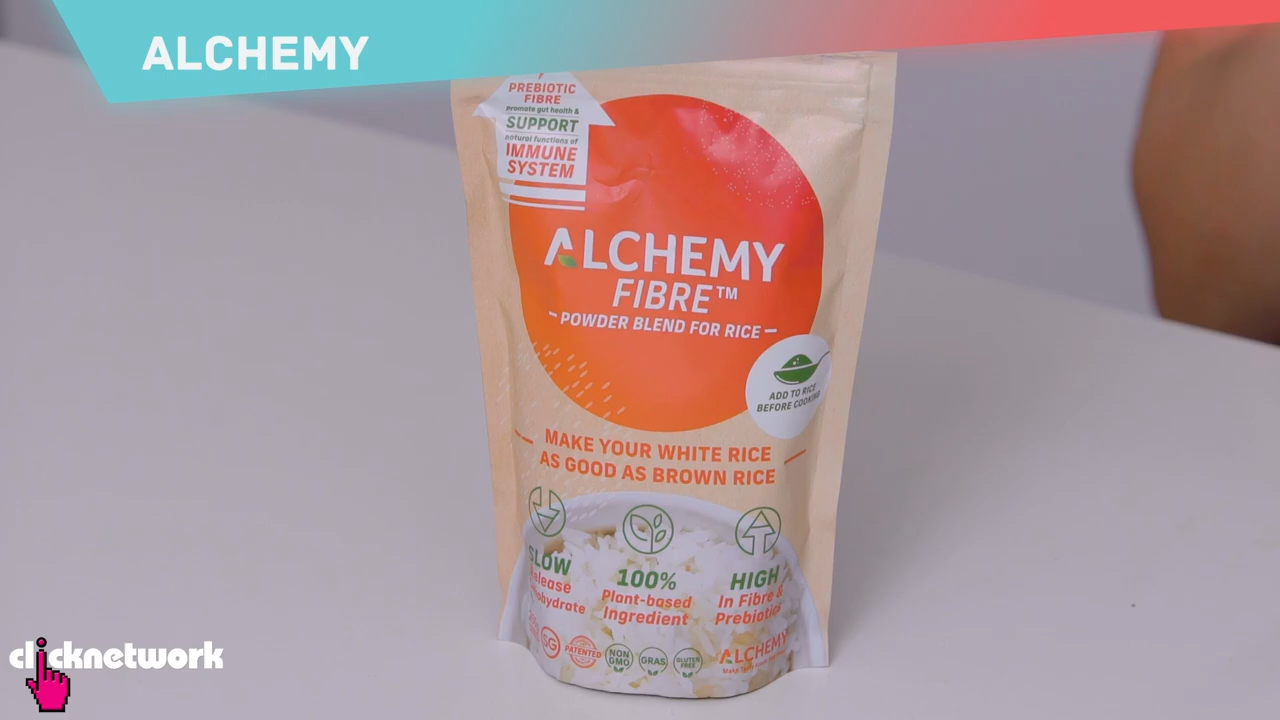 ALCHEMY
PREBIOTIC
FIBRE
promote gut health &
SUPPORT
natural functions of
IMMUNE
SYSTEM
ALCHEMY
FIBRE™
POWDER BLEND FOR RICE
ADD TO RICE
BEFORE COOKING
MAKE YOUR WHITE RICE
AS GOOD AS BROWN RICE
SLOW
100%
Plant-based
Ingredient
HIGH
In Fibre &
Prebiotics
SG
PATENTED
NON
GMO
GRAS
GLUTEN
FREE
ALCHEMY
clicknetwork